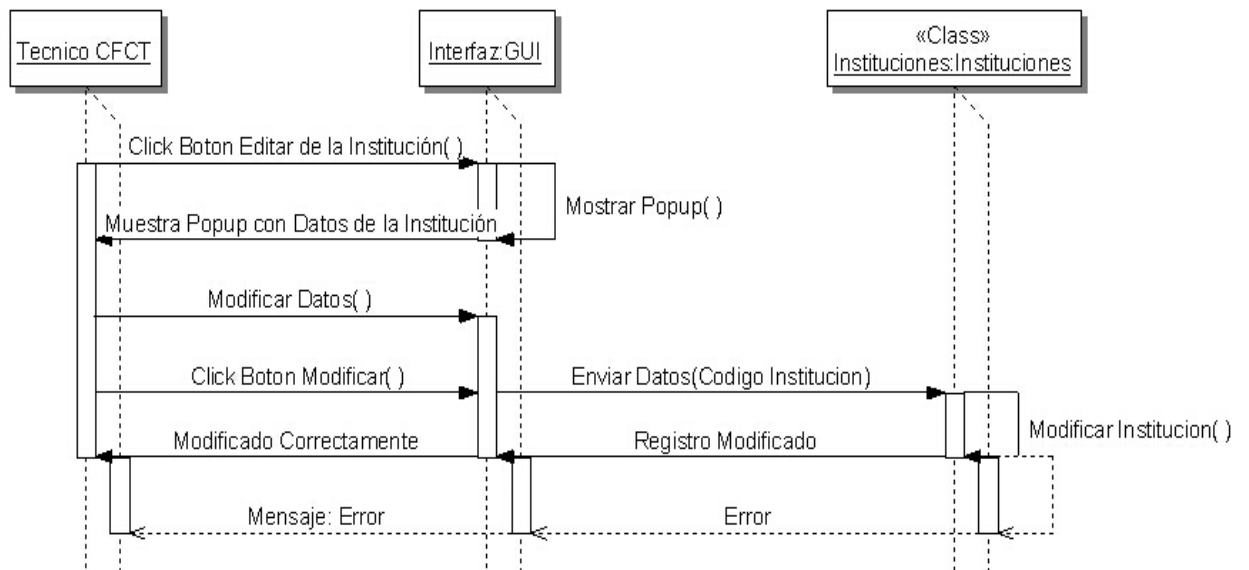 Tecnico CFCT
Interfaz:GUI
«Class»
Instituciones:Instituciones
Click Boton Editar de la Institución( )
Mostrar Popup( )
Muestra Popup con Datos de la Institución
Modificar Datos( )
Click Boton Modificar( )
Enviar Datos(Codigo Institucion)
Modificar Institucion( )
Modificado Correctamente
Registro Modificado
Mensaje: Error
Error